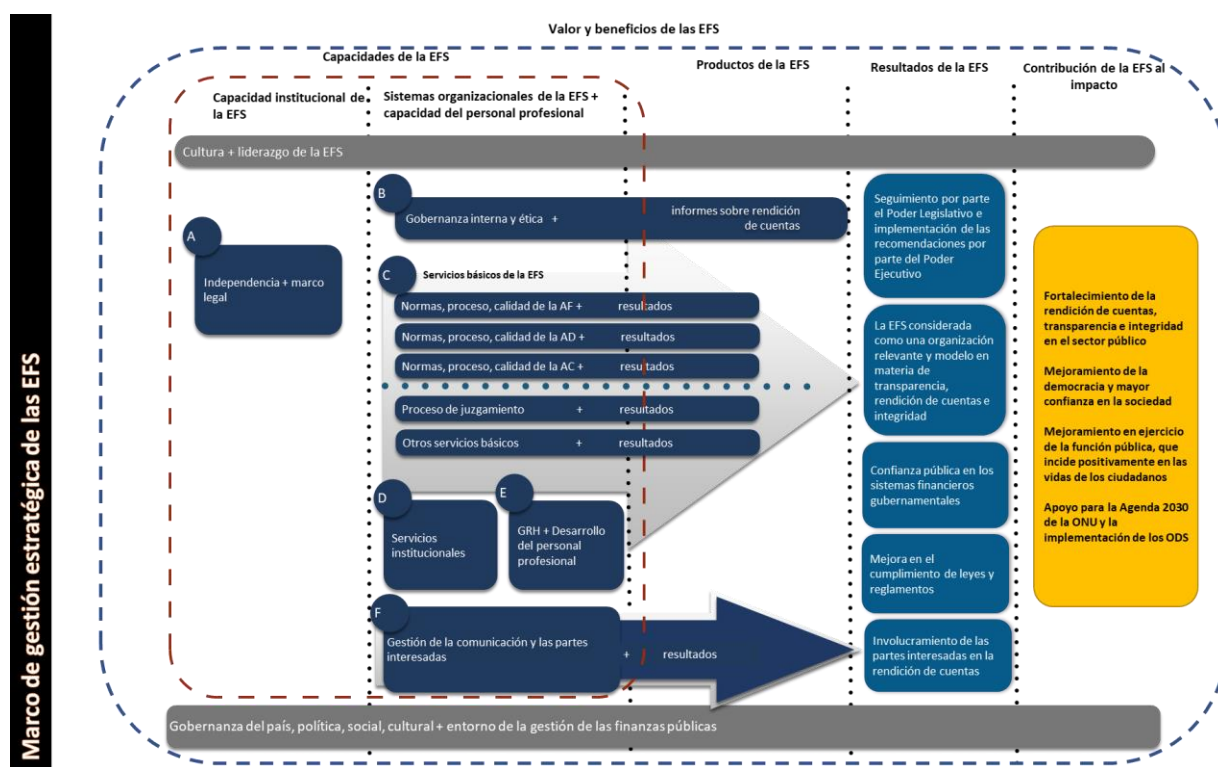 Marco de gestión estratégica de las EFS
Valor y beneficios de las EFS
Capacidades de la EFS
Productos de la EFS
Resultados de la EFS
Contribución de la EFS al
impacto
Capacidad institucional de
la EFS
Sistemas organizacionales de la EFS +
capacidad del personal profesional
Cultura + liderazgo de la EFS
A
Independencia + marco
legal
B
Gobernanza interna y ética +
informes sobre rendición
de cuentas
C
Servicios básicos de la EFS
Normas, proceso, calidad de la AF + resultados
Normas, proceso, calidad de la AD + resultados
Normas, proceso, calidad de la AC + resultados
Proceso de juzgamiento + resultados
Otros servicios básicos + resultados
D
Servicios
institucionales
E
GRH + Desarrollo
del personal
profesional
F
Gestión de la comunicación y las partes
interesadas
+ resultados
Seguimiento por parte
el Poder Legislativo e
implementación de las
recomendaciones por
parte del Poder
Ejecutivo
La EFS considerada
como una organización
relevante y modelo en
materia de
transparencia,
rendición de cuentas e
integridad
Confianza pública en los
sistemas financieros
gubernamentales
Mejora en el
cumplimiento de leyes y
reglamentos
Involucramiento de las
partes interesadas en la
rendición de cuentas
Fortalecimiento de la
rendición de cuentas,
transparencia e integridad
en el sector público
Mejoramiento de la
democracia y mayor
confianza en la sociedad
Mejoramiento en ejercicio
de la función pública, que
incide positivamente en las
vidas de los ciudadanos
Apoyo para la Agenda 2030
de la ONU y la
implementación de los ODS
Gobernanza del país, política, social, cultural + entorno de la gestión de las finanzas públicas